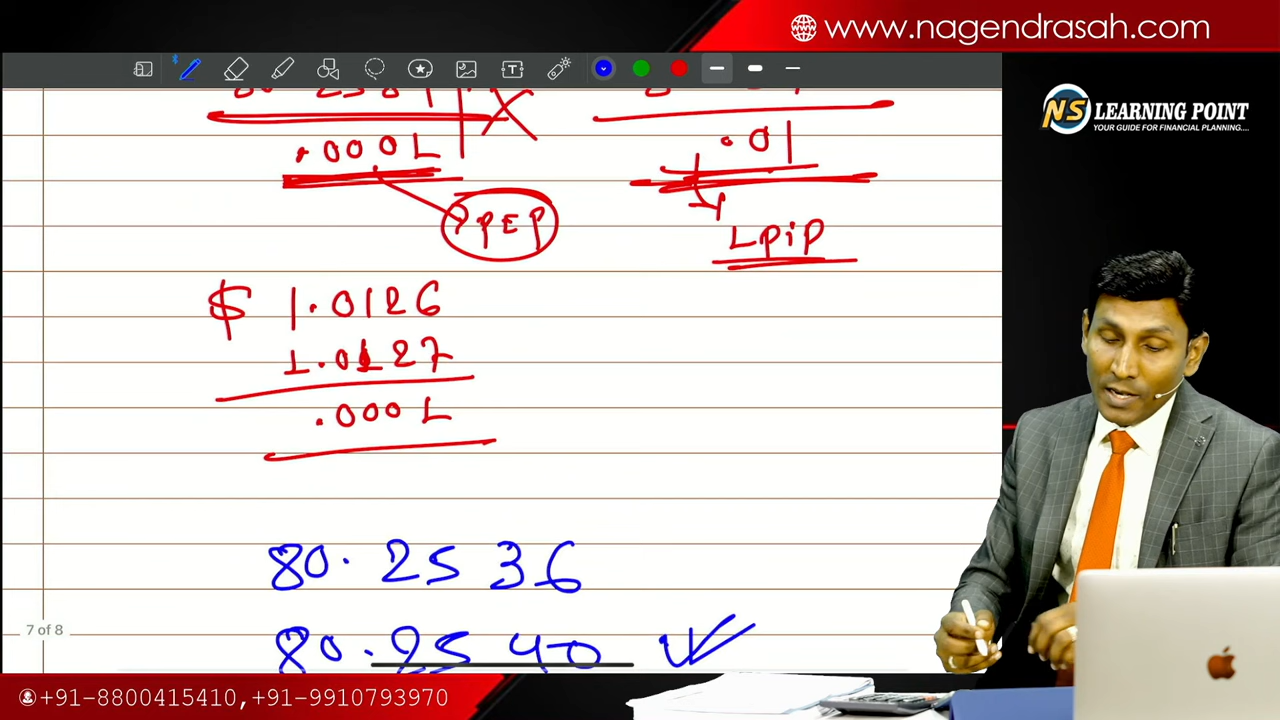 www.nagendrasah.com
NS LEARNING POINT
YOUR GUIDE FOR FINANCIAL PLANNING....
.0001
.01
PEP
1 pip
$ 1.0126
1.0127
.0001
80.2536
80.2540
7 of 8
+91-8800415410,+91-9910793970